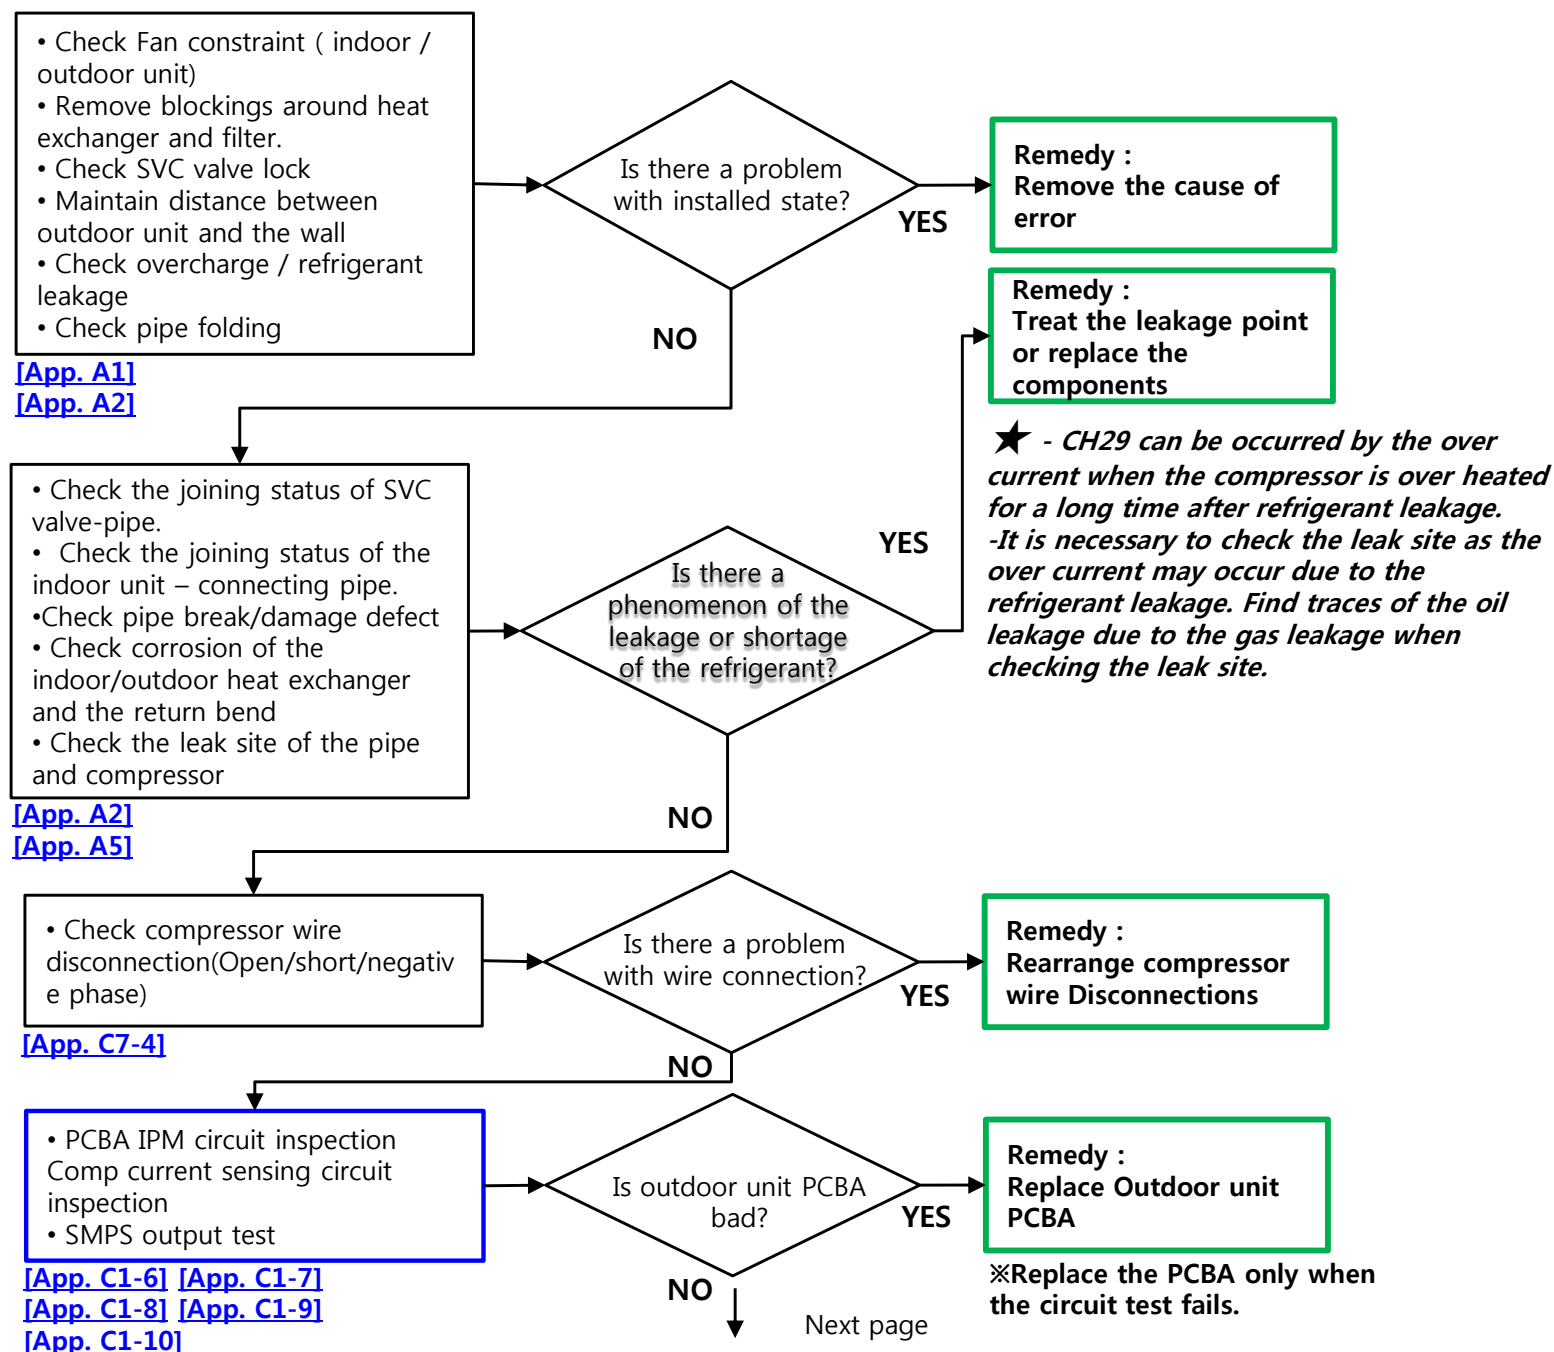 • Check Fan constraint ( indoor /
outdoor unit)
• Remove blockings around heat
exchanger and filter.
• Check SVC valve lock
• Maintain distance between
outdoor unit and the wall
• Check overcharge / refrigerant
leakage
• Check pipe folding
[App. A1]
[App. A2]
Is there a problem
with installed state?
YES
NO
Remedy :
Remove the cause of
error
Remedy :
Treat the leakage point
or replace the
components
★ - CH29 can be occurred by the over
current when the compressor is over heated
for a long time after refrigerant leakage.
-It is necessary to check the leak site as the
over current may occur due to the
refrigerant leakage. Find traces of the oil
leakage due to the gas leakage when
checking the leak site.
• Check the joining status of SVC
valve-pipe.
• Check the joining status of the
indoor unit – connecting pipe.
•Check pipe break/damage defect
• Check corrosion of the
indoor/outdoor heat exchanger
and the return bend
• Check the leak site of the pipe
and compressor
[App. A2]
[App. A5]
Is there a
phenomenon of the
leakage or shortage
of the refrigerant?
YES
NO
• Check compressor wire
disconnection(Open/short/negativ
e phase)
[App. C7-4]
Is there a problem
with wire connection?
YES
NO
Remedy :
Rearrange compressor
wire Disconnections
• PCBA IPM circuit inspection
Comp current sensing circuit
inspection
• SMPS output test
[App. C1-6] [App. C1-7]
[App. C1-8] [App. C1-9]
[App. C1-10]
Is outdoor unit PCBA
bad?
YES
NO
Remedy :
Replace Outdoor unit
PCBA
※Replace the PCBA only when
the circuit test fails.
Next page